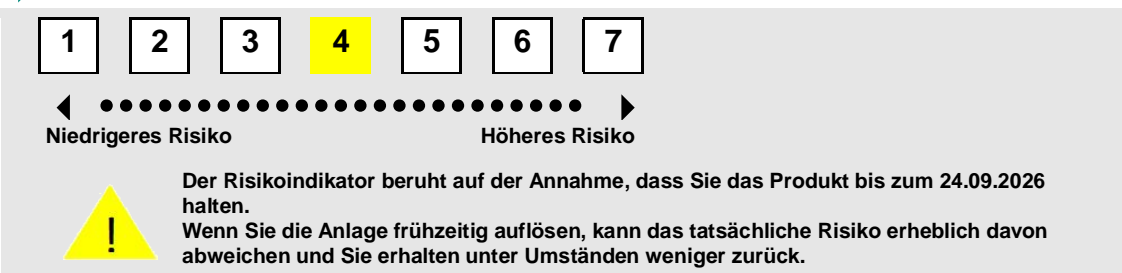 1 2 3 4 5 6 7
Niedrigeres Risiko Höheres Risiko
! Der Risikoindikator beruht auf der Annahme, dass Sie das Produkt bis zum 24.09.2026
halten.
Wenn Sie die Anlage frühzeitig auflösen, kann das tatsächliche Risiko erheblich davon
abweichen und Sie erhalten unter Umständen weniger zurück.